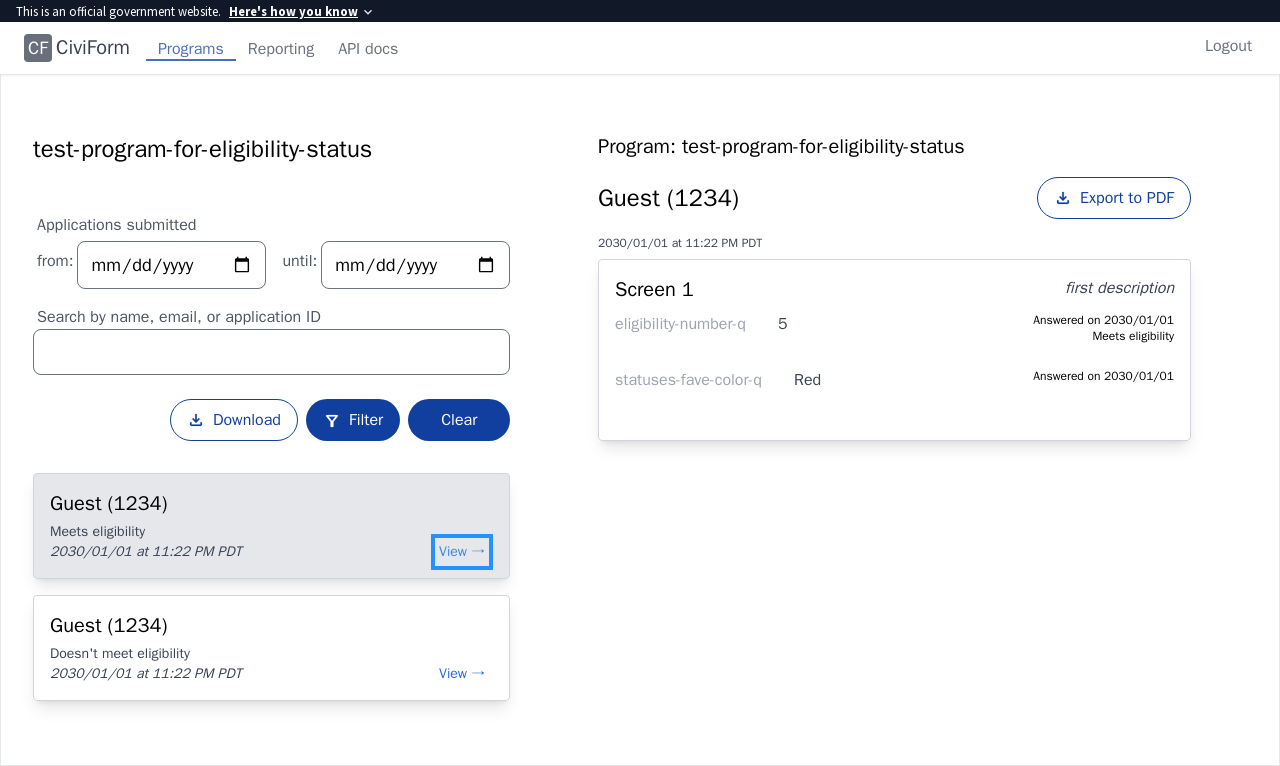 This is an official government website. Here's how you know
CF CiviForm Programs Reporting API docs Logout
test-program-for-eligibility-status
Applications submitted
from: mm/dd/yyyy until: mm/dd/yyyy
Search by name, email, or application ID
Download Filter Clear
Guest (1234)
Meets eligibility
2030/01/01 at 11:22 PM PDT View →
Guest (1234)
Doesn't meet eligibility
2030/01/01 at 11:22 PM PDT View →
Program: test-program-for-eligibility-status
Guest (1234) Export to PDF
2030/01/01 at 11:22 PM PDT
Screen 1 first description
eligibility-number-q 5 Answered on 2030/01/01
Meets eligibility
statuses-fave-color-q Red Answered on 2030/01/01